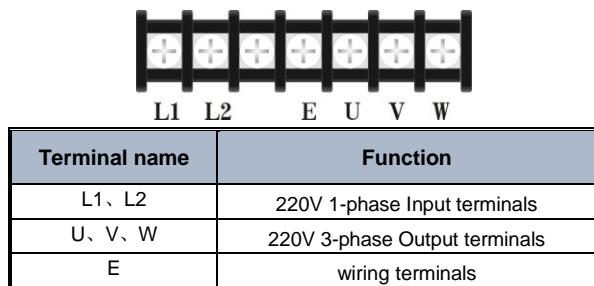 L1 L2 E U V W
Terminal name Function
L1、L2 220V 1-phase Input terminals
U、V、W 220V 3-phase Output terminals
E wiring terminals